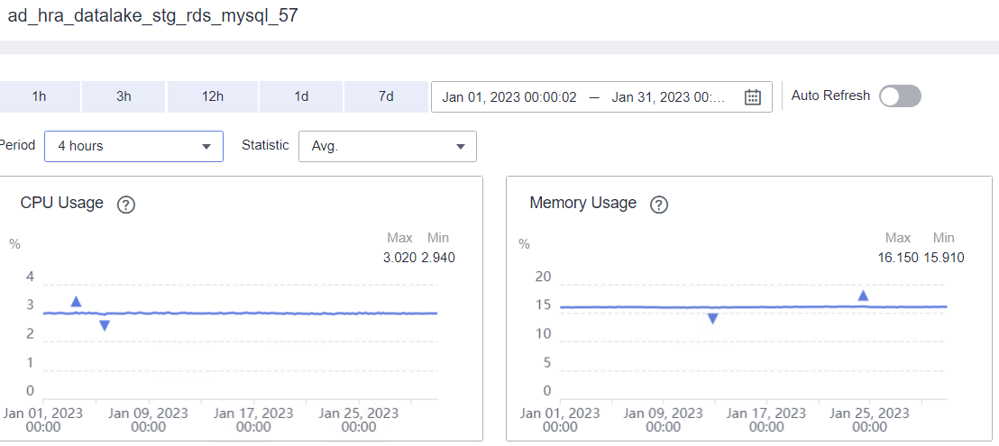 ad_hra_datalake_stg_rds_mysql_57
1h 3h 12h 1d 7d Jan 01, 2023 00:00:02 — Jan 31, 2023 00:... Auto Refresh
Period 4 hours Statistic Avg.
CPU Usage ?
% Max Min
3.020 2.940
4
3
2
1
0
Jan 01, 2023 Jan 09, 2023 Jan 17, 2023 Jan 25, 2023
00:00 00:00 00:00 00:00
Memory Usage ?
% Max Min
16.150 15.910
20
15
10
5
0
Jan 01, 2023 Jan 09, 2023 Jan 17, 2023 Jan 25, 2023
00:00 00:00 00:00 00:00